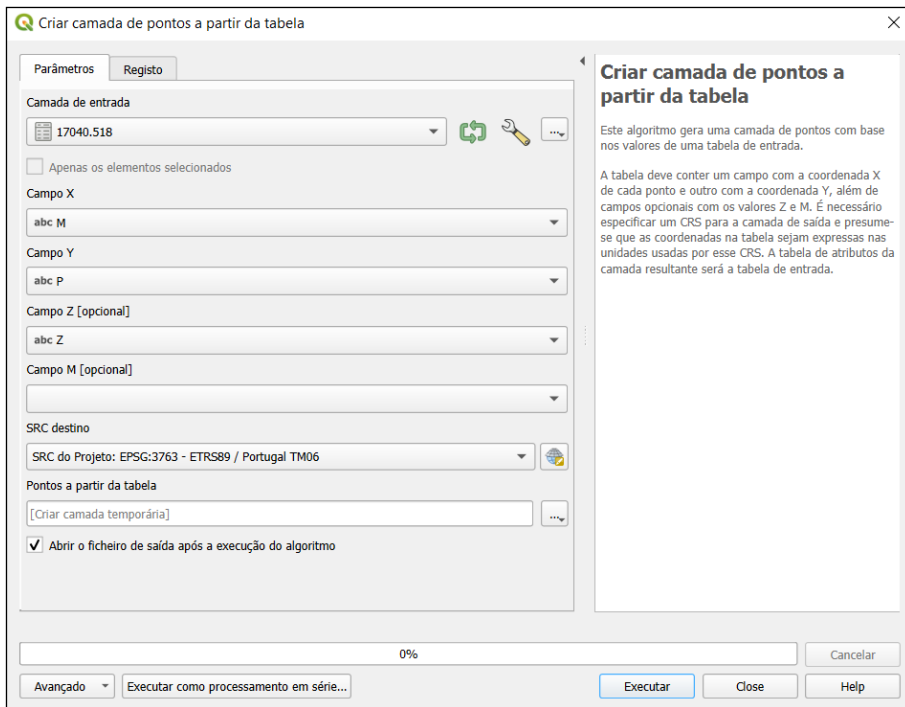 Criar camada de pontos a partir da tabela
Parâmetros
Registo
Camada de entrada
17040.518
...
Apenas os elementos selecionados
Campo X
abc M
Campo Y
abc P
Campo Z [opcional]
abc Z
Campo M [opcional]
SRC destino
SRC do Projeto: EPSG:3763 - ETRS89 / Portugal TM06
Pontos a partir da tabela
[Criar camada temporária]
...
Abrir o ficheiro de saída após a execução do algoritmo
Criar camada de pontos a
partir da tabela
Este algoritmo gera uma camada de pontos com base
nos valores de uma tabela de entrada.
A tabela deve conter um campo com a coordenada X
de cada ponto e outro com a coordenada Y, além de
campos opcionais com os valores Z e M. É necessário
especificar um CRS para a camada de saída e presume-
se que as coordenadas na tabela sejam expressas nas
unidades usadas por esse CRS. A tabela de atributos da
camada resultante será a tabela de entrada.
0%
Cancelar
Avançado
Executar como processamento em série...
Executar
Close
Help